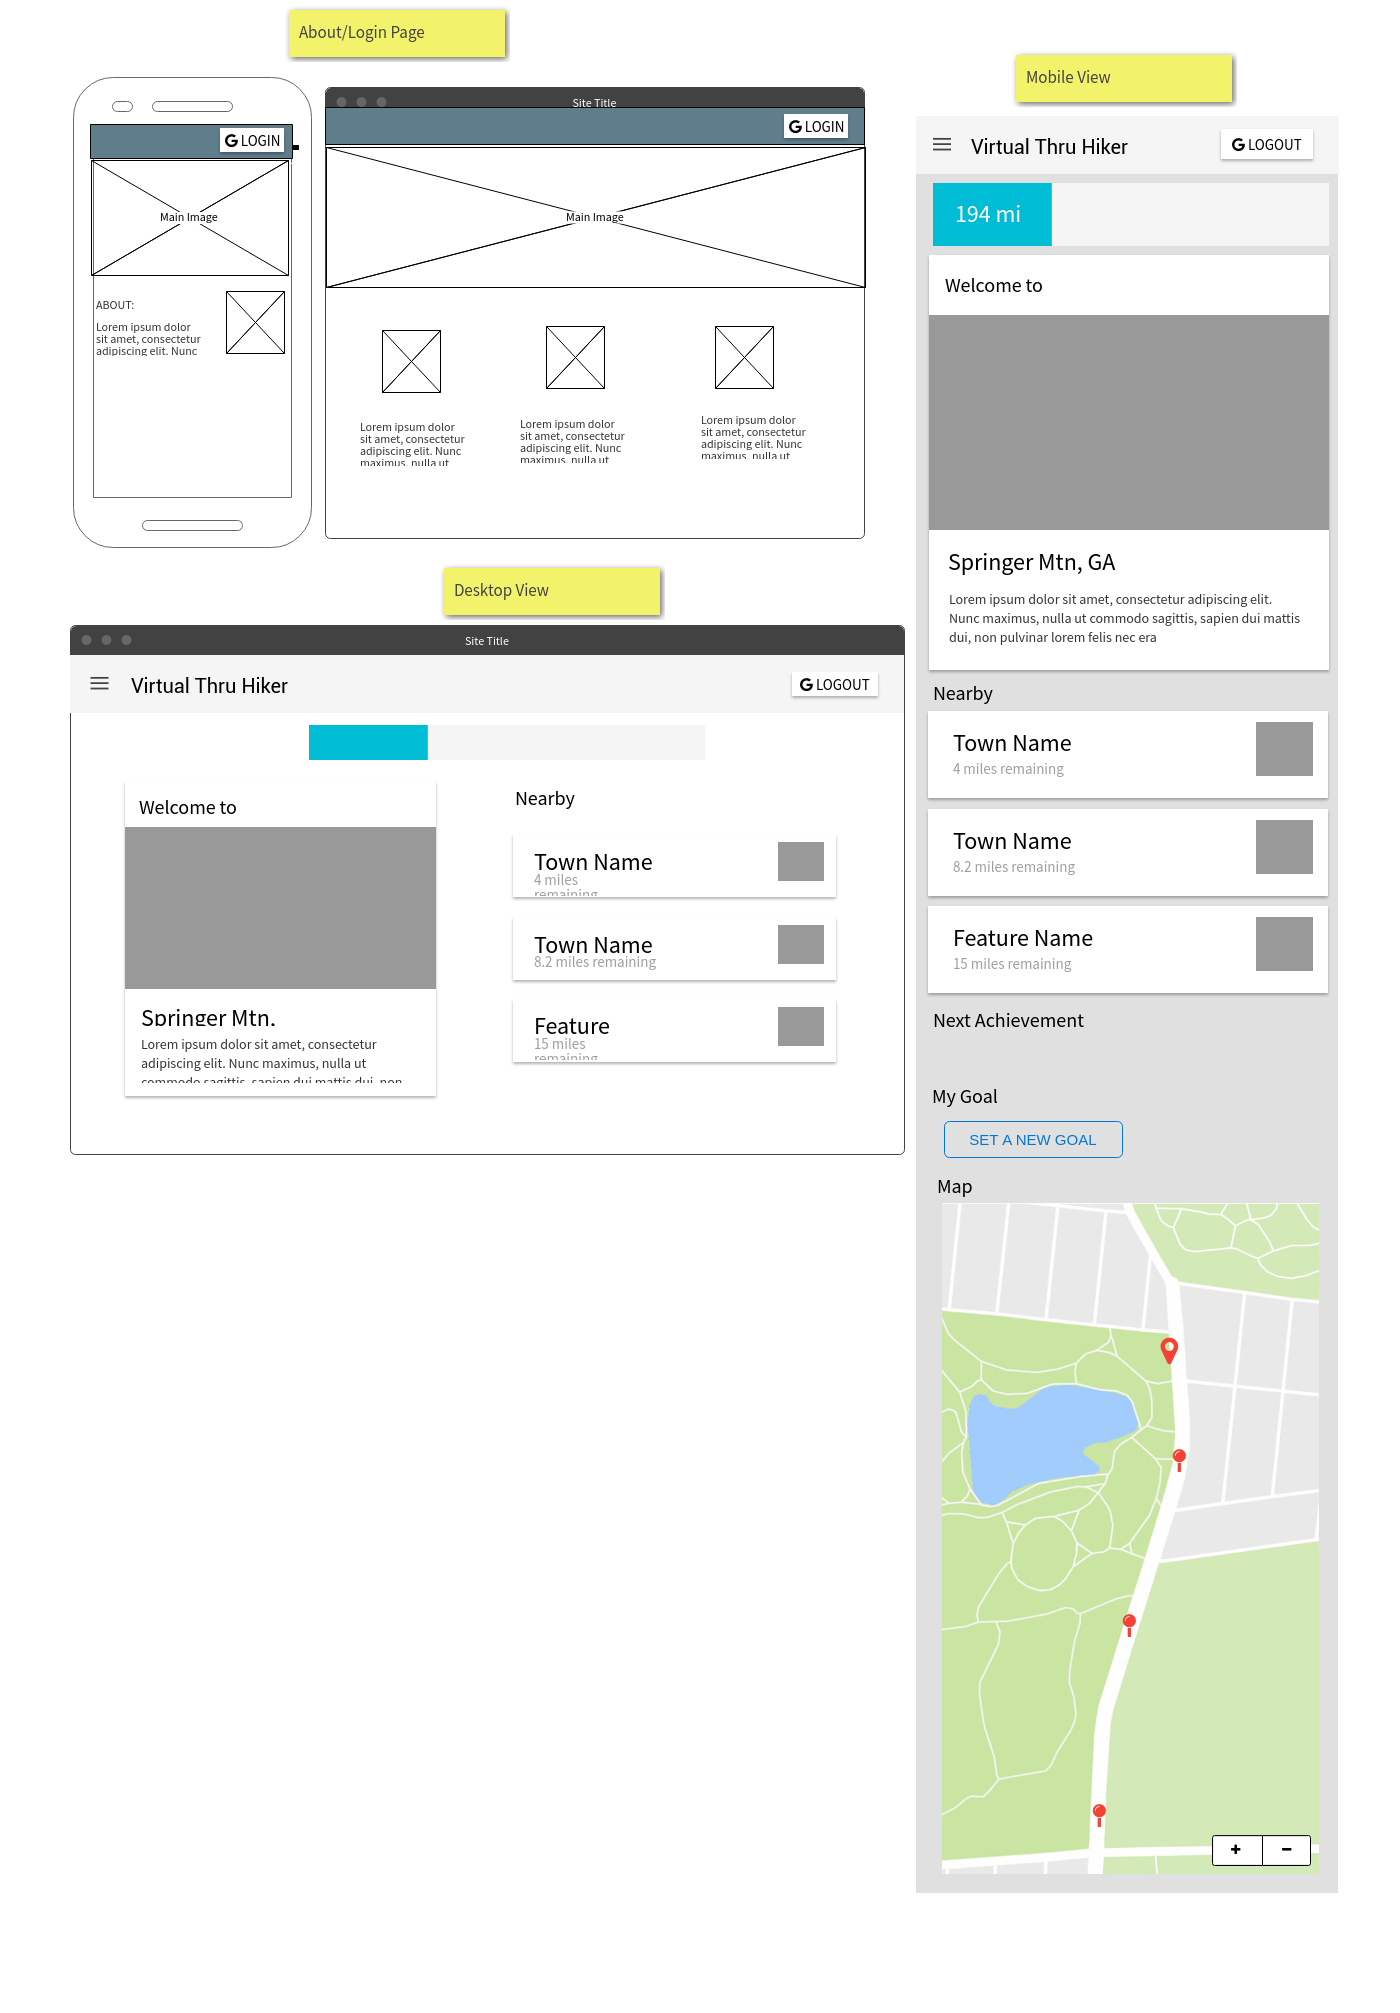 About/Login Page
LOGIN
Main Image
ABOUT:
Lorem ipsum dolor
sit amet, consectetur
adipiscing elit. Nunc
Site Title
LOGIN
Main Image
Lorem ipsum dolor
sit amet, consectetur
adipiscing elit. Nunc
maximus, nulla ut
Lorem ipsum dolor
sit amet, consectetur
adipiscing elit. Nunc
maximus, nulla ut
Lorem ipsum dolor
sit amet, consectetur
adipiscing elit. Nunc
maximus, nulla ut
Desktop View
Site Title
Virtual Thru Hiker
LOGOUT
Welcome to
Springer Mtn.
Lorem ipsum dolor sit amet, consectetur
adipiscing elit. Nunc maximus, nulla ut
commodo sagittis, sapien dui mattis dui, non
Nearby
Town Name
4 miles
remaining
Town Name
8.2 miles remaining
Feature
15 miles
remaining
Mobile View
Virtual Thru Hiker
LOGOUT
194 mi
Welcome to
Springer Mtn, GA
Lorem ipsum dolor sit amet, consectetur adipiscing elit.
Nunc maximus, nulla ut commodo sagittis, sapien dui mattis
dui, non pulvinar lorem felis nec era
Nearby
Town Name
4 miles remaining
Town Name
8.2 miles remaining
Feature Name
15 miles remaining
Next Achievement
My Goal
SET A NEW GOAL
Map